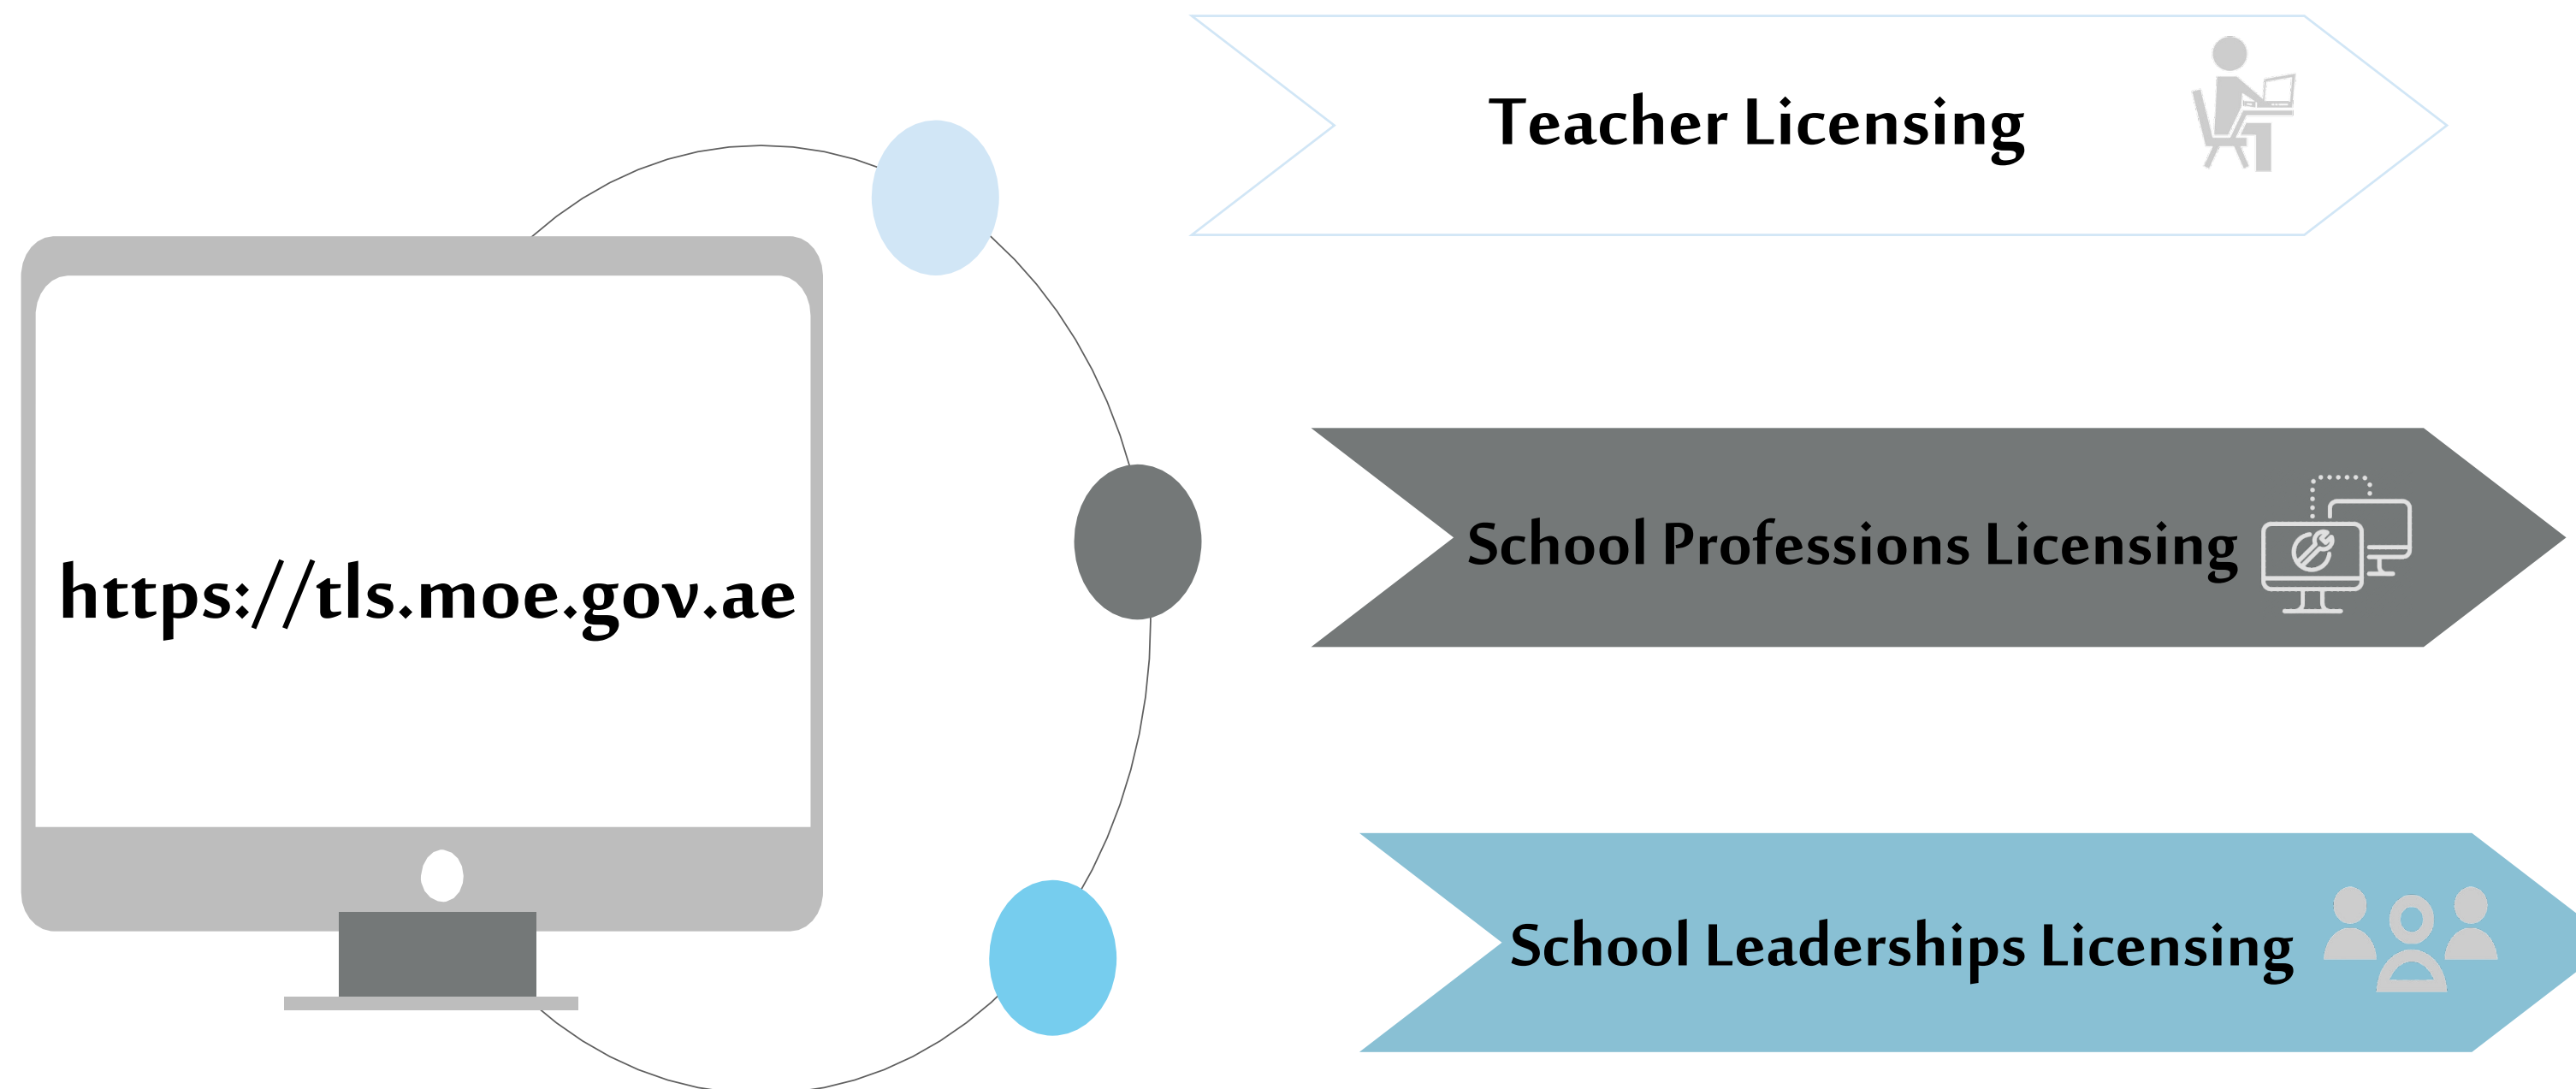 Teacher Licensing
https://tls.moe.gov.ae
School Professions Licensing
School Leaderships Licensing